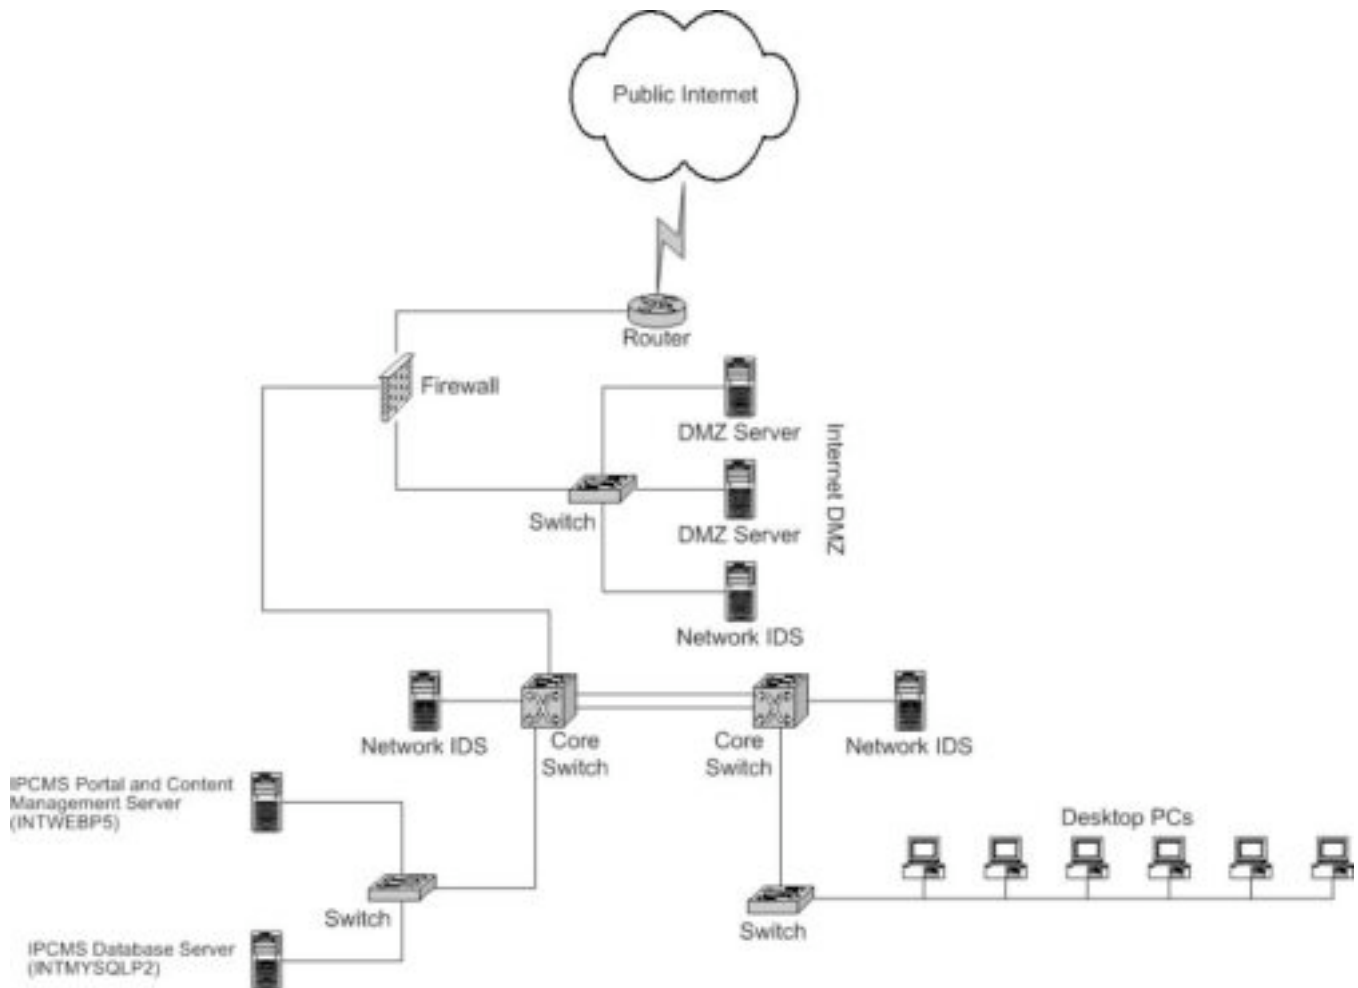 Public Internet
Router
Firewall
DMZ Server
Internet DMZ
Switch
DMZ Server
Network IDS
Network IDS
Core
Switch
Core
Switch
Network IDS
IPCMS Portal and Content
Management Server
(INTWEBP5)
Desktop PCs
Switch
Switch
IPCMS Database Server
(INTMYSQLP2)